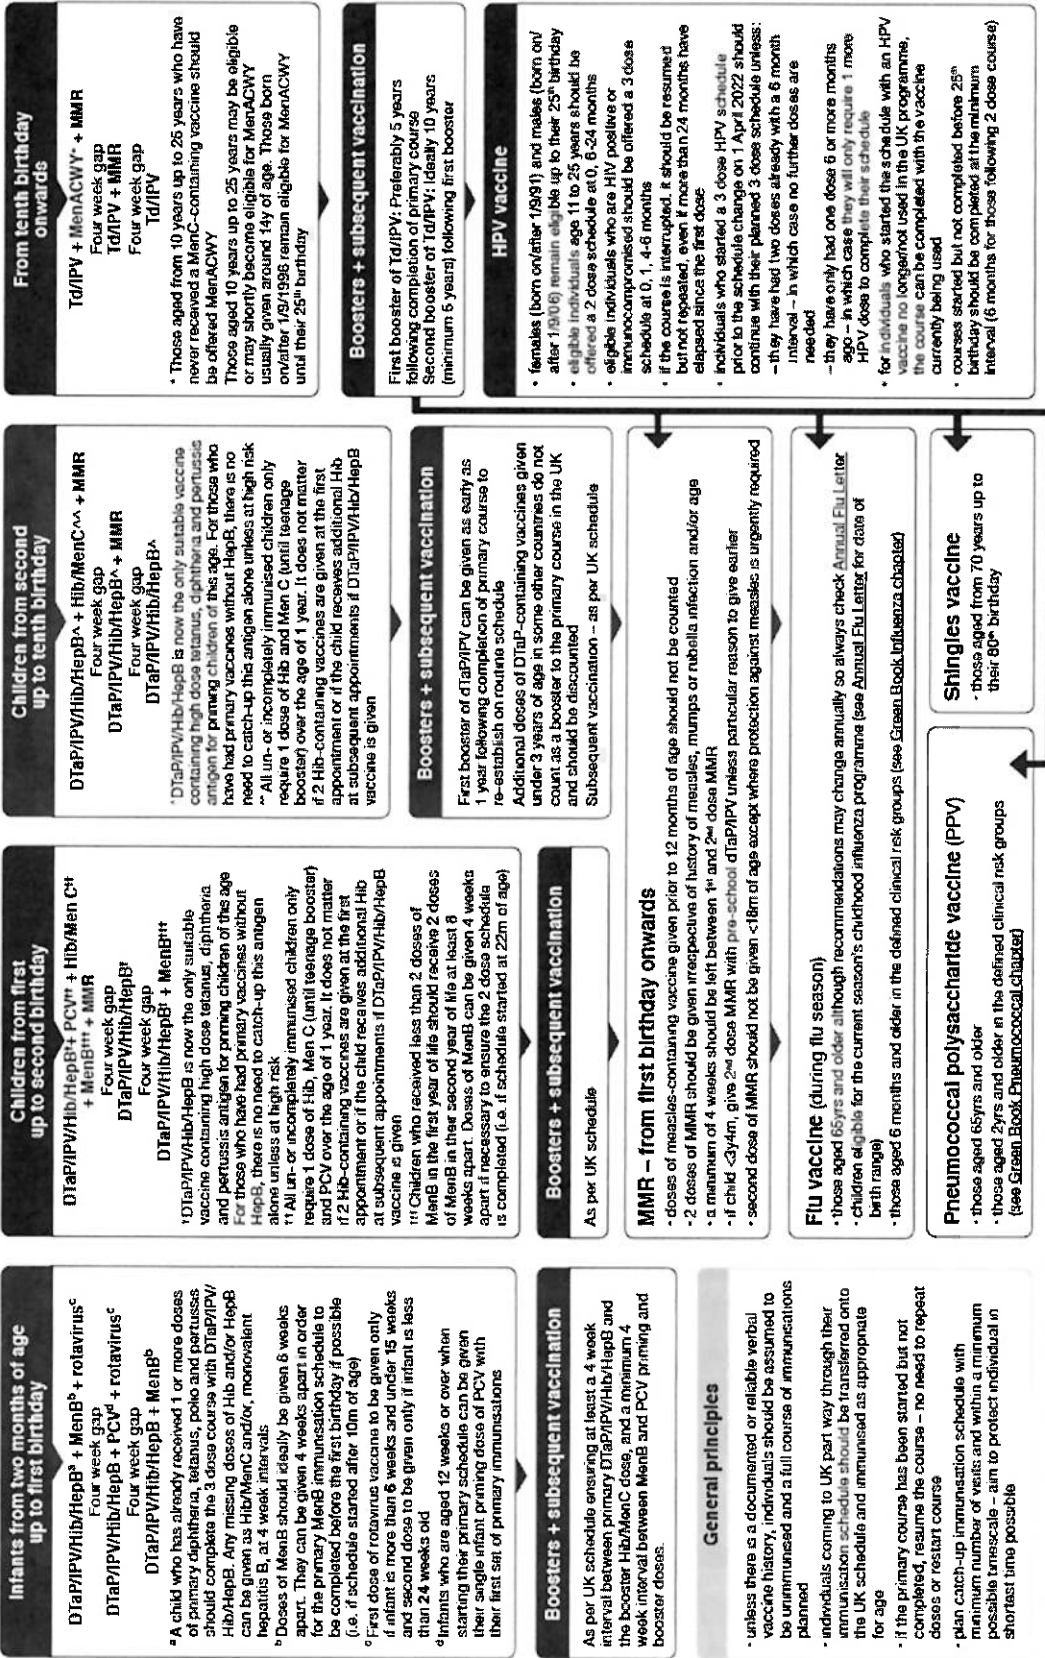 Infants from two months of age
up to first birthday
DTaP/IPV/Hib/HepBª + MenBᵇ + rotavirusᶜ
Four week gap
DTaP/IPV/Hib/HepB + PCVᵈ + rotavirusᶜ
Four week gap
DTaP/IPV/Hib/HepB + MenBᵇ
ª A child who has already received 1 or more doses
of primary diphtheria, tetanus, polio and pertussis
should complete the 3 dose course with DTaP/IPV/
Hib/HepB. Any missing doses of Hib and/or HepB
can be given as Hib/MenC and/or, monovalent
hepatitis B, at 4 week intervals
ᵇ Doses of MenB should ideally be given 8 weeks
apart. They can be given 4 weeks apart in order
for the primary MenB immunisation schedule to
be completed before the first birthday if possible
(i.e. if schedule started after 10m of age)
ᶜ First dose of rotavirus vaccine to be given only
if infant is more than 6 weeks and under 15 weeks
and second dose to be given only if infant is less
than 24 weeks old
ᵈ Infants who are aged 12 weeks or over when
starting their primary schedule can be given
their single infant priming dose of PCV with
their first set of primary immunisations
Boosters + subsequent vaccination
As per UK schedule ensuring at least a 4 week
interval between primary DTaP/IPV/Hib/HepB and
the booster Hib/MenC dose, and a minimum 4
week interval between MenB and PCV priming and
booster doses.
Children from first
up to second birthday
DTaP/IPV/Hib/HepB†+ PCV†† + Hib/Men C††
+ MenB††† + MMR
Four week gap
DTaP/IPV/Hib/HepB†
Four week gap
DTaP/IPV/Hib/HepB† + MenB†††
† DTaP/IPV/Hib/HepB is now the only suitable
vaccine containing high dose tetanus, diphtheria
and pertussis antigen for priming children of this age
For those who have had primary vaccines without
HepB, there is no need to catch-up this antigen
alone unless at high risk
†† All un- or incompletely immunised children only
require 1 dose of Hib, Men C (until teenage booster)
and PCV over the age of 1 year. It does not matter
if 2 Hib-containing vaccines are given at the first
appointment or if the child receives additional Hib
at subsequent appointments if DTaP/IPV/Hib/HepB
vaccine is given
††† Children who received less than 2 doses of
MenB in the first year of life should receive 2 doses
of MenB in their second year of life at least 8
weeks apart. Doses of MenB can be given 4 weeks
apart if necessary to ensure the 2 dose schedule
is completed (i.e. if schedule started at 22m of age)
Boosters + subsequent vaccination
As per UK schedule
Children from second
up to tenth birthday
DTaP/IPV/Hib/HepB^ + Hib/MenC^^ + MMR
Four week gap
DTaP/IPV/Hib/HepB^ + MMR
Four week gap
DTaP/IPV/Hib/HepB^
^ DTaP/IPV/Hib/HepB is now the only suitable vaccine
containing high dose tetanus, diphtheria and pertussis
antigen for priming children of this age. For those who
have had primary vaccines without HepB, there is no
need to catch-up this antigen alone unless at high risk
^^ All un- or incompletely immunised children only
require 1 dose of Hib and Men C (until teenage
booster) over the age of 1 year. It does not matter
if 2 Hib-containing vaccines are given at the first
appointment or if the child receives additional Hib
at subsequent appointments if DTaP/IPV/Hib/HepB
vaccine is given
Boosters + subsequent vaccination
First booster of dTaP/IPV can be given as early as
1 year following completion of primary course to
re-establish on routine schedule
Additional doses of DTaP-containing vaccines given
under 3 years of age in some other countries do not
count as a booster to the primary course in the UK
and should be discounted
Subsequent vaccination – as per UK schedule
From tenth birthday
onwards
Td/IPV + MenACWY* + MMR
Four week gap
Td/IPV + MMR
Four week gap
Td/IPV
* Those aged from 10 years up to 25 years who have
never received a MenC-containing vaccine should
be offered MenACWY
Those aged 10 years up to 25 years may be eligible
or may shortly become eligible for MenACWY
usually given around 14y of age. Those born
on/after 1/9/1996 remain eligible for MenACWY
until their 25th birthday
Boosters + subsequent vaccination
First booster of Td/IPV: Preferably 5 years
following completion of primary course
Second booster of Td/IPV: Ideally 10 years
(minimum 5 years) following first booster
General principles
• unless there is a documented or reliable verbal
vaccine history, individuals should be assumed to
be unimmunised and a full course of immunisations
planned
• individuals coming to UK part way through their
immunisation schedule should be transferred onto
the UK schedule and immunised as appropriate
for age
• if the primary course has been started but not
completed, resume the course – no need to repeat
doses or restart course
• plan catch-up immunisation schedule with
minimum number of visits and within a minimum
possible timescale – aim to protect individual in
shortest time possible
MMR – from first birthday onwards
• doses of measles-containing vaccine given prior to 12 months of age should not be counted
• 2 doses of MMR should be given irrespective of history of measles, mumps or rubella infection and/or age
• a minimum of 4 weeks should be left between 1st and 2nd dose MMR
• if child <3y4m, give 2nd dose MMR with pre-school dTaP/IPV unless particular reason to give earlier
• second dose of MMR should not be given <18m of age except where protection against measles is urgently required
Flu vaccine (during flu season)
• those aged 65yrs and older although recommendations may change annually so always check Annual Flu Letter
• children eligible for the current season's childhood influenza programme (see Annual Flu Letter for date of
birth range)
• those aged 6 months and older in the defined clinical risk groups (see Green Book Influenza chapter)
Pneumococcal polysaccharide vaccine (PPV)
• those aged 65yrs and older
• those aged 2yrs and older in the defined clinical risk groups
(see Green Book Pneumococcal chapter)
Shingles vaccine
• those aged from 70 years up to
their 80th birthday
HPV vaccine
• females (born on/after 1/9/91) and males (born on/
after 1/9/06) remain eligible up to their 25th birthday
• eligible individuals age 11 to 25 years should be
offered a 2 dose schedule at 0, 6-24 months
• eligible individuals who are HIV positive or
immunocompromised should be offered a 3 dose
schedule at 0, 1, 4-6 months
• if the course is interrupted, it should be resumed
but not repeated, even if more than 24 months have
elapsed since the first dose
• individuals who started a 3 dose HPV schedule
prior to the schedule change on 1 April 2022 should
continue with their planned 3 dose schedule unless:
– they have had two doses already with a 6 month
interval – in which case no further doses are
needed
– they have only had one dose 6 or more months
ago – in which case they will only require 1 more
HPV dose to complete their schedule
• for individuals who started the schedule with an HPV
vaccine no longer/not used in the UK programme,
the course can be completed with the vaccine
currently being used
• courses started but not completed before 25th
birthday should be completed at the minimum
interval (6 months for those following 2 dose course)